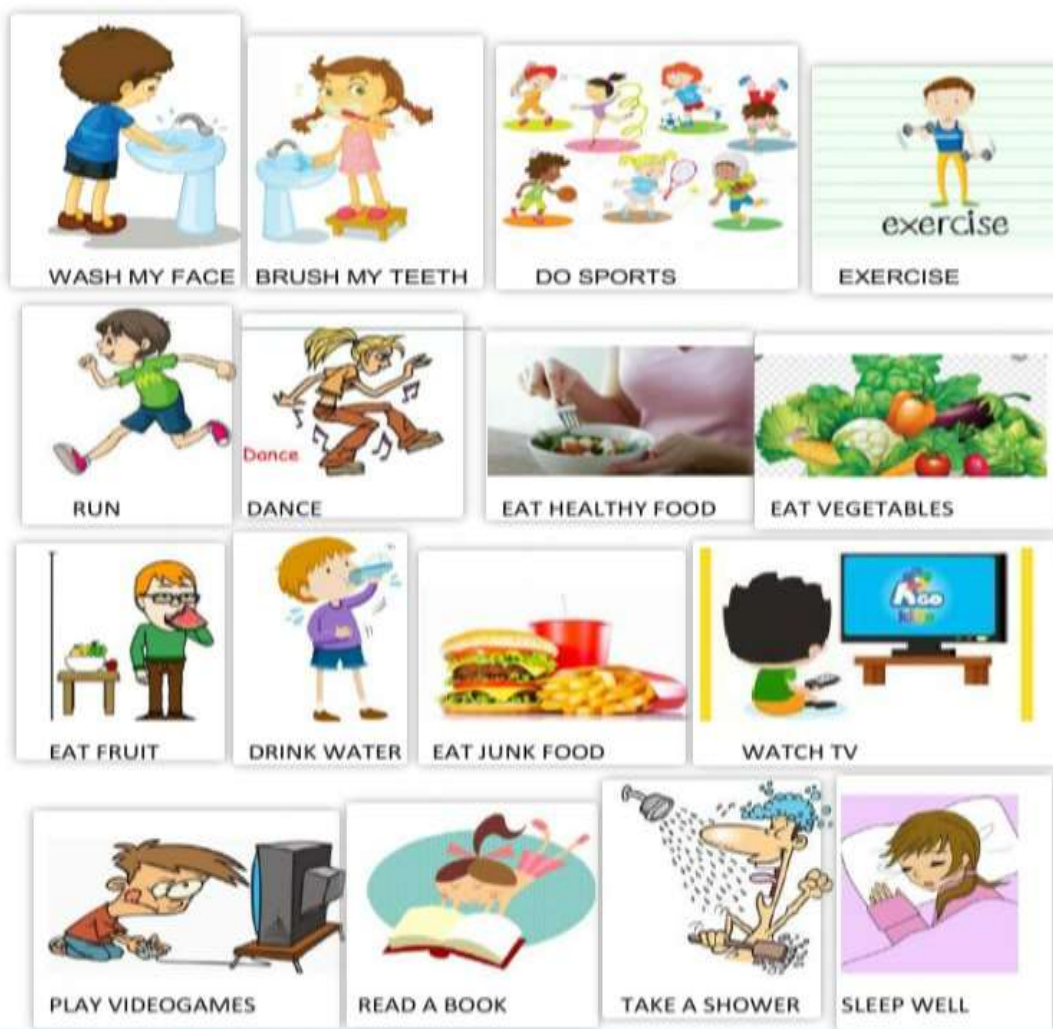 WASH MY FACE
BRUSH MY TEETH
DO SPORTS
exercise
EXERCISE
RUN
Dance
DANCE
EAT HEALTHY FOOD
EAT VEGETABLES
EAT FRUIT
DRINK WATER
EAT JUNK FOOD
WATCH TV
PLAY VIDEOGAMES
READ A BOOK
TAKE A SHOWER
SLEEP WELL